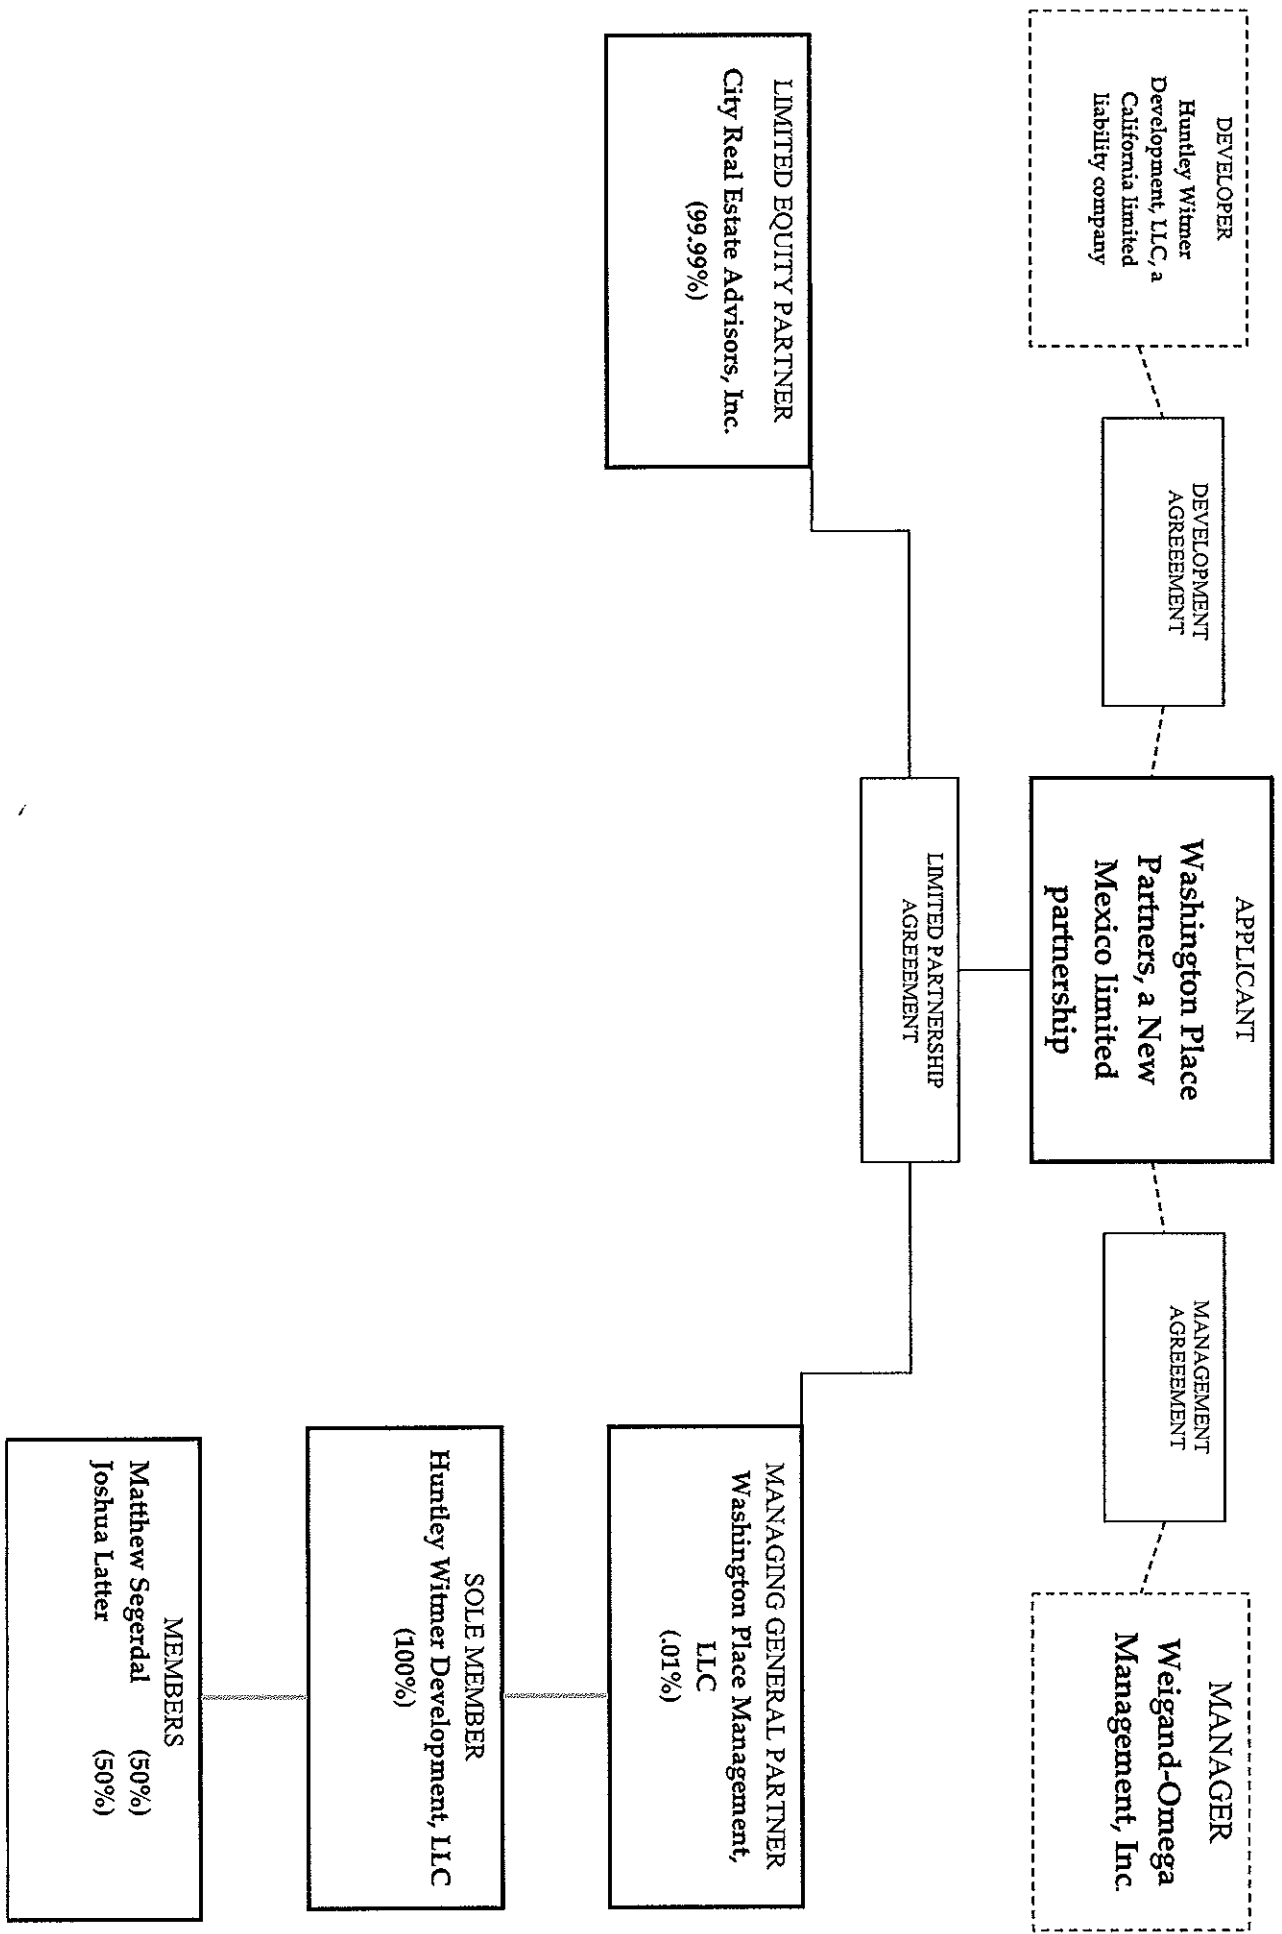 DEVELOPER
Huntley Witmer
Development, LLC, a
California limited
liability company
DEVELOPMENT
AGREEEMENT
APPLICANT
Washington Place
Partners, a New
Mexico limited
partnership
MANAGEMENT
AGREEEMENT
MANAGER
Weigand-Omega
Management, Inc.
LIMITED PARTNERSHIP
AGREEEMENT
LIMITED EQUITY PARTNER
City Real Estate Advisors, Inc.
(99.99%)
MANAGING GENERAL PARTNER
Washington Place Management,
LLC
(.01%)
SOLE MEMBER
Huntley Witmer Development, LLC
(100%)
MEMBERS
Matthew Segerdal (50%)
Joshua Latter (50%)